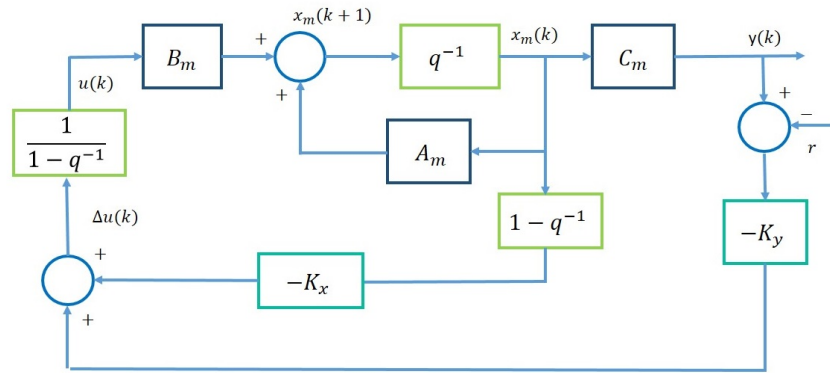 x_m(k+1)
x_m(k)
y(k)
+
B_m
q^{-1}
C_m
u(k)
+
+
−
r
1
1 − q^{-1}
A_m
Δu(k)
1 − q^{-1}
−K_y
+
−K_x
+